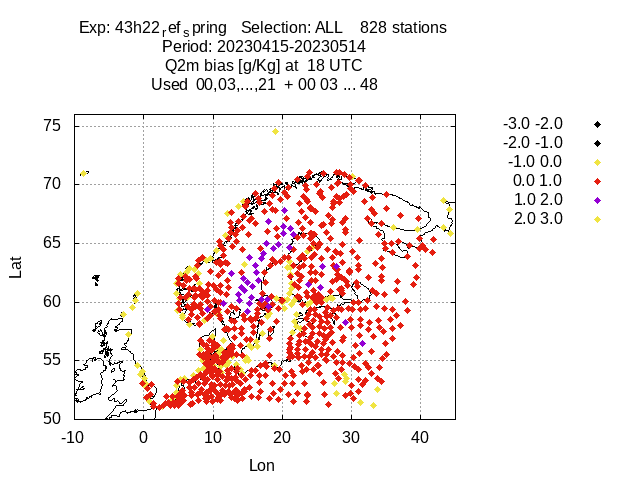 Exp: 43h22ref spring   Selection: ALL    828 stations
Period: 20230415-20230514
Q2m bias [g/Kg] at  18 UTC
Used  00,03,...,21  + 00 03 ... 48
-3.0 -2.0
-2.0 -1.0
-1.0 0.0
0.0 1.0
1.0 2.0
2.0 3.0
75
70
65
60
55
50
Lat
-10 0 10 20 30 40
Lon